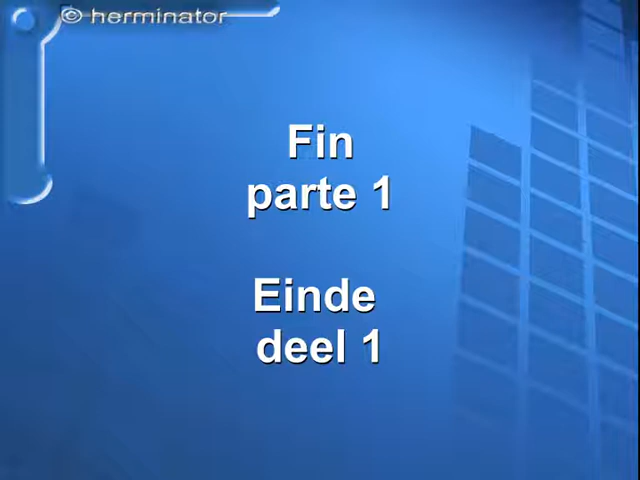 © herminator
Fin
parte 1
Einde
deel 1